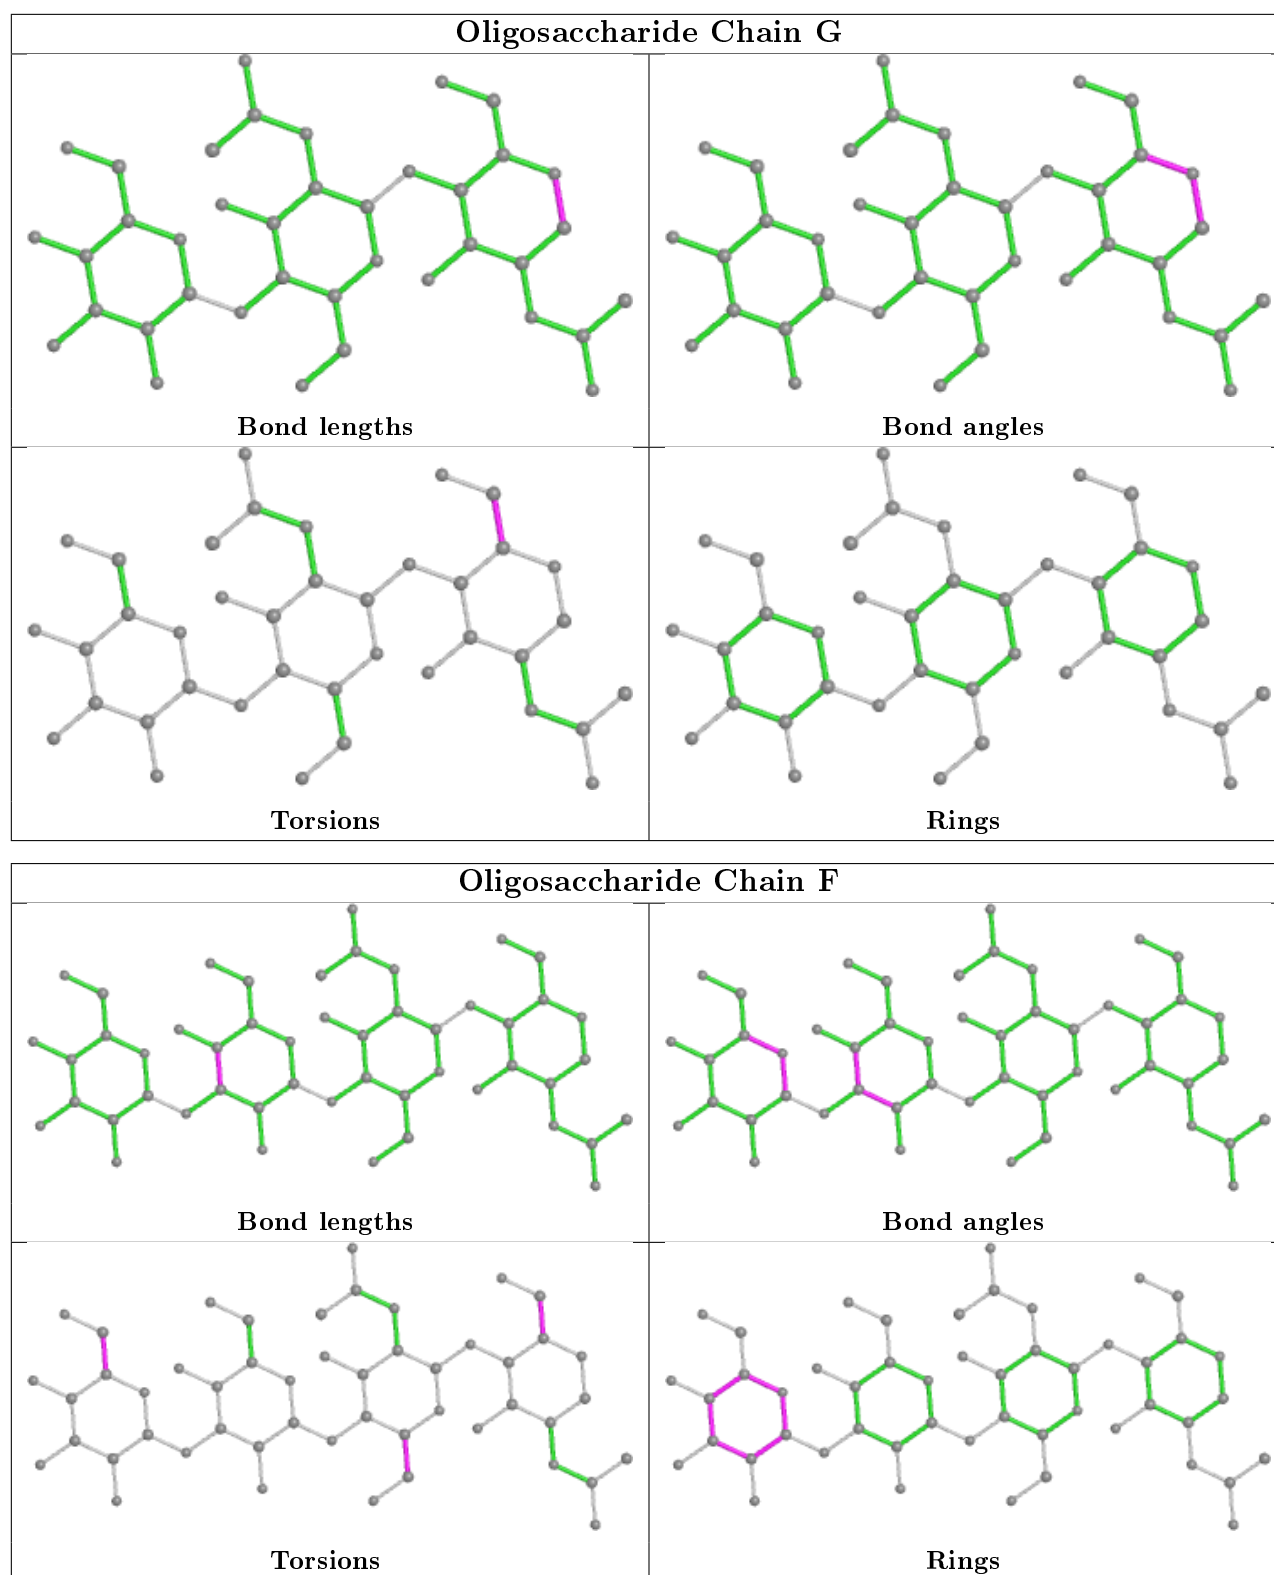 Oligosaccharide Chain G
Bond lengths
Bond angles
Torsions
Rings
Oligosaccharide Chain F
Bond lengths
Bond angles
Torsions
Rings